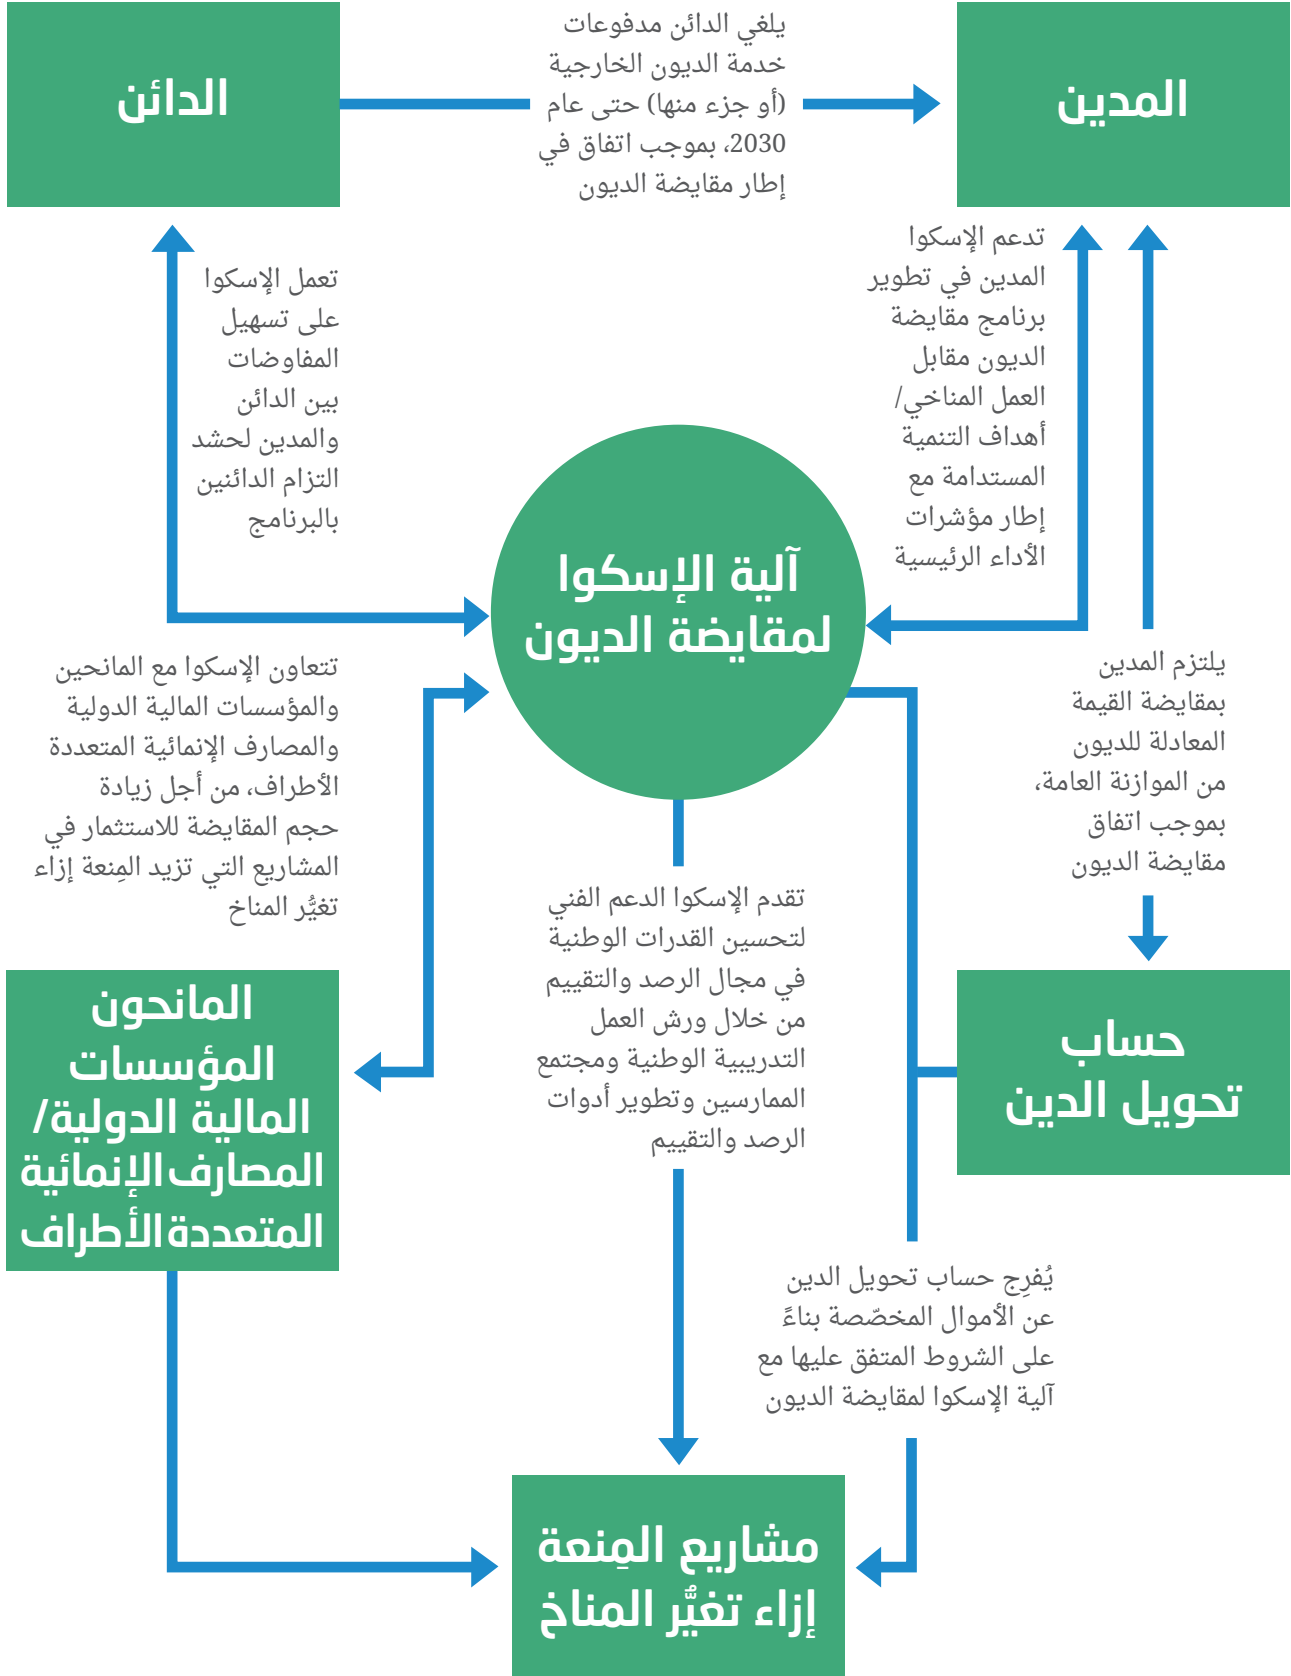 المدين
يلغي الدائن مدفوعات
خدمة الديون الخارجية
(أو جزء منها) حتى عام
2030، بموجب اتفاق في
إطار مقايضة الديون
الدائن
تدعم الإسكوا
المدين في تطوير
برنامج مقايضة
الديون مقابل
العمل المناخي/
أهداف التنمية
المستدامة مع
إطار مؤشرات
الأداء الرئيسية
تعمل الإسكوا
على تسهيل
المفاوضات
بين الدائن
والمدين لحشد
التزام الدائنين
بالبرنامج
آلية الإسكوا
لمقايضة الديون
يلتزم المدين
بمقايضة القيمة
المعادلة للديون
من الموازنة العامة،
بموجب اتفاق
مقايضة الديون
تتعاون الإسكوا مع المانحين
والمؤسسات المالية الدولية
والمصارف الإنمائية المتعددة
الأطراف، من أجل زيادة
حجم المقايضة للاستثمار في
المشاريع التي تزيد المِنعة إزاء
تغيُّر المناخ
تقدم الإسكوا الدعم الفني
لتحسين القدرات الوطنية
في مجال الرصد والتقييم
من خلال ورش العمل
التدريبية الوطنية ومجتمع
الممارسين وتطوير أدوات
الرصد والتقييم
حساب
تحويل الدين
المانحون
المؤسسات
المالية الدولية/
المصارف الإنمائية
المتعددة الأطراف
يُفرِج حساب تحويل الدين
عن الأموال المخصّصة بناءً
على الشروط المتفق عليها مع
آلية الإسكوا لمقايضة الديون
مشاريع المِنعة
إزاء تغيُّر المناخ